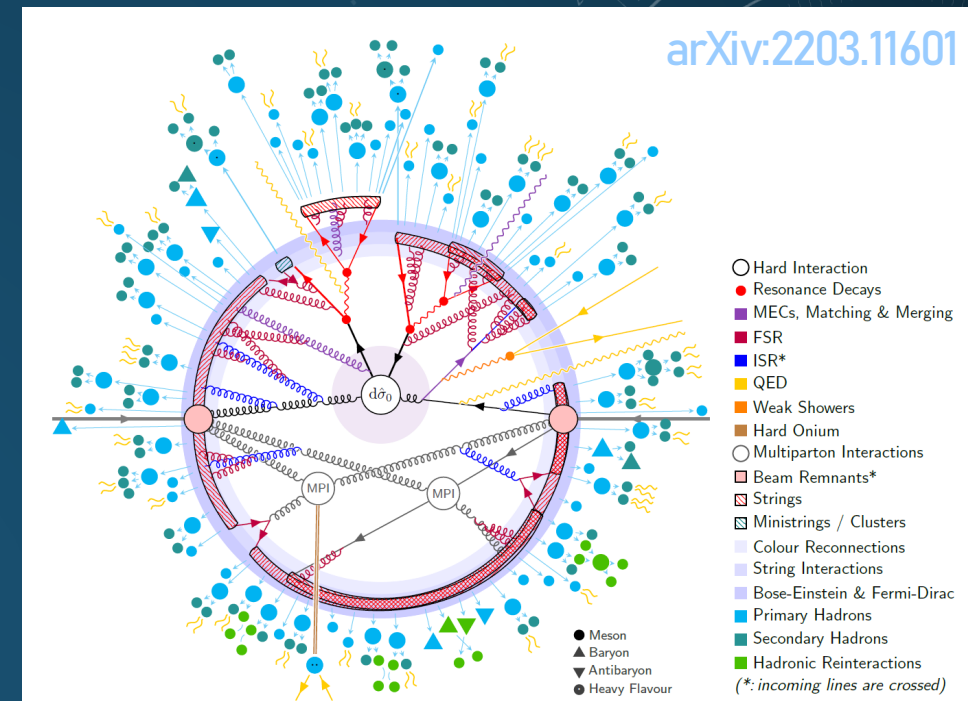 arXiv:2203.11601
dσ̂₀
MPI
MPI
Hard Interaction
Resonance Decays
MECs, Matching & Merging
FSR
ISR*
QED
Weak Showers
Hard Onium
Multiparton Interactions
Beam Remnants*
Strings
Ministrings / Clusters
Colour Reconnections
String Interactions
Bose-Einstein & Fermi-Dirac
Primary Hadrons
Secondary Hadrons
Hadronic Reinteractions
(*: incoming lines are crossed)
Meson
Baryon
Antibaryon
Heavy Flavour